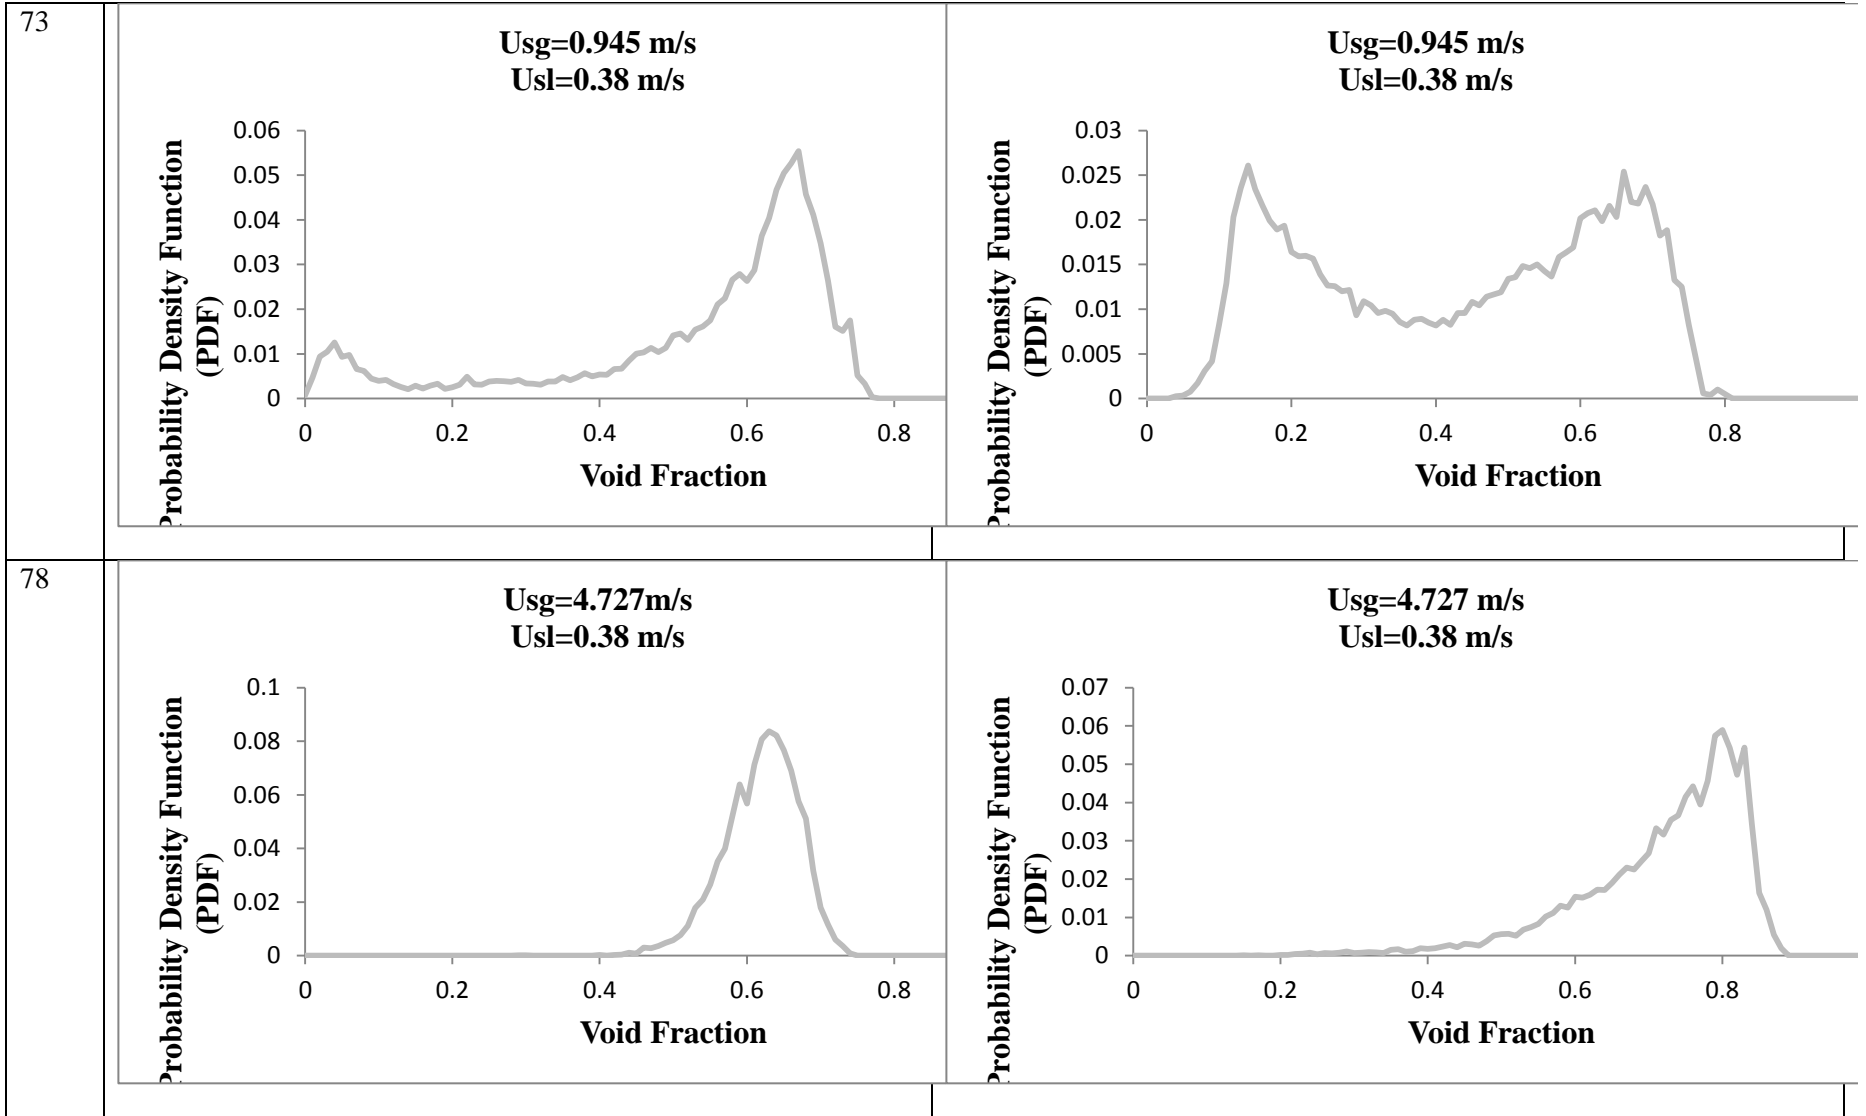 73
Usg=0.945 m/s
Usl=0.38 m/s
Probability Density Function
(PDF)
0.06
0.05
0.04
0.03
0.02
0.01
0
0 0.2 0.4 0.6 0.8
Void Fraction
Usg=0.945 m/s
Usl=0.38 m/s
Probability Density Function
(PDF)
0.03
0.025
0.02
0.015
0.01
0.005
0
0 0.2 0.4 0.6 0.8
Void Fraction
78
Usg=4.727m/s
Usl=0.38 m/s
Probability Density Function
(PDF)
0.1
0.08
0.06
0.04
0.02
0
0 0.2 0.4 0.6 0.8
Void Fraction
Usg=4.727 m/s
Usl=0.38 m/s
Probability Density Function
(PDF)
0.07
0.06
0.05
0.04
0.03
0.02
0.01
0
0 0.2 0.4 0.6 0.8
Void Fraction